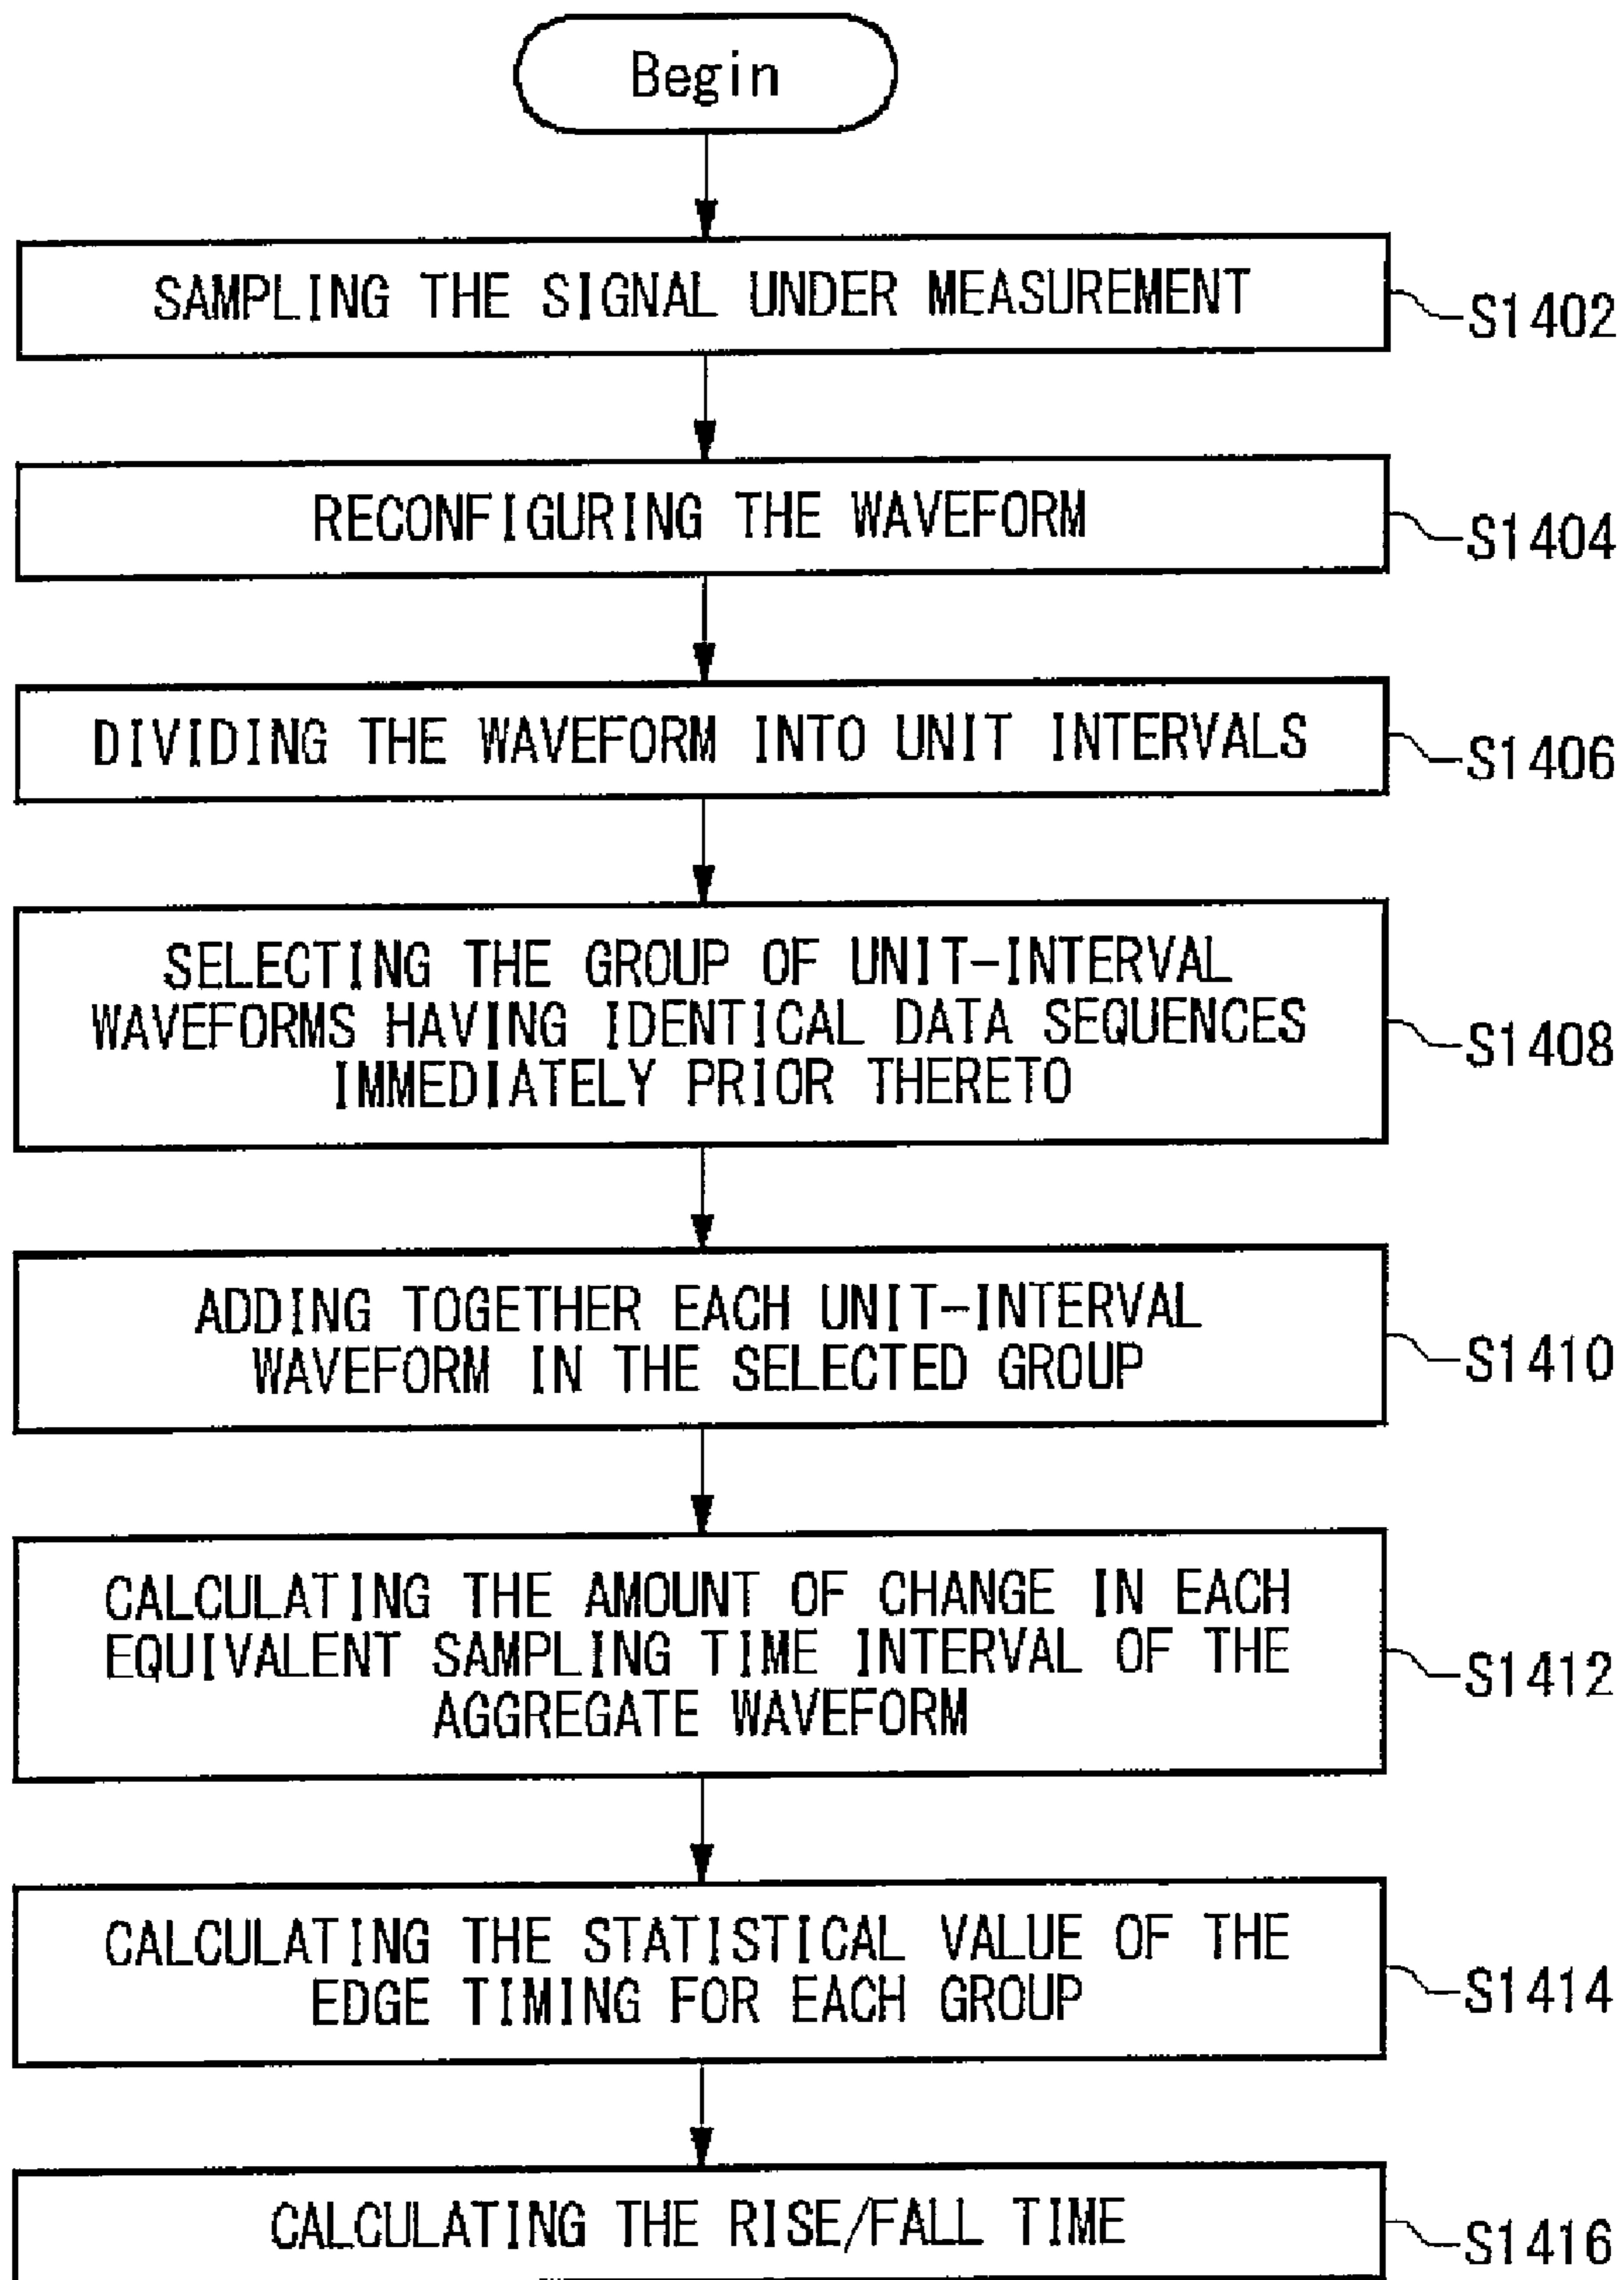 Begin
SAMPLING THE SIGNAL UNDER MEASUREMENT
S1402
RECONFIGURING THE WAVEFORM
S1404
DIVIDING THE WAVEFORM INTO UNIT INTERVALS
S1406
SELECTING THE GROUP OF UNIT-INTERVAL
WAVEFORMS HAVING IDENTICAL DATA SEQUENCES
IMMEDIATELY PRIOR THERETO
S1408
ADDING TOGETHER EACH UNIT-INTERVAL
WAVEFORM IN THE SELECTED GROUP
S1410
CALCULATING THE AMOUNT OF CHANGE IN EACH
EQUIVALENT SAMPLING TIME INTERVAL OF THE
AGGREGATE WAVEFORM
S1412
CALCULATING THE STATISTICAL VALUE OF THE
EDGE TIMING FOR EACH GROUP
S1414
CALCULATING THE RISE/FALL TIME
S1416